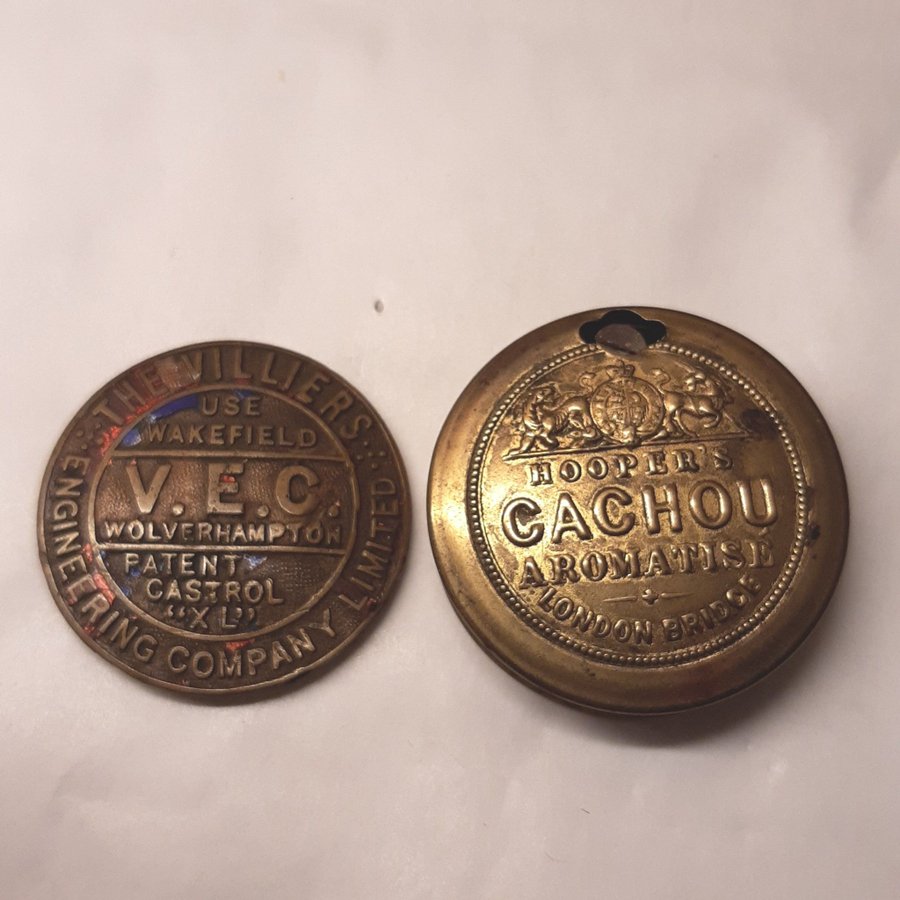 THE VILLIERS
ENGINEERING COMPANY LIMITED
USE
WAKEFIELD
V.E.C.
WOLVERHAMPTON
PATENT
CASTROL
"XL"
HOOPER'S
CACHOU
AROMATISÉ
LONDON BRIDGE